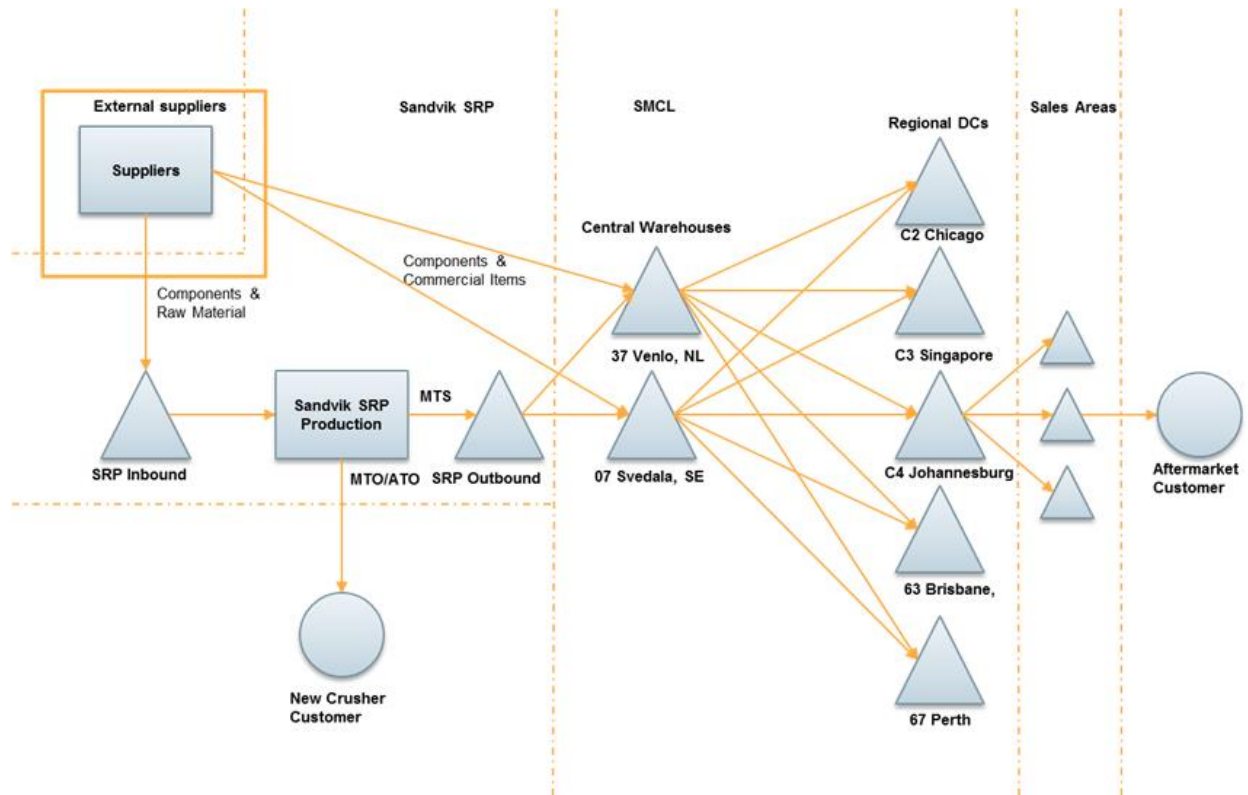 External suppliers
Sandvik SRP
SMCL
Regional DCs
Sales Areas
Suppliers
C2 Chicago
Central Warehouses
Components &
Commercial Items
Components &
Raw Material
37 Venlo, NL
C3 Singapore
Sandvik SRP
Production
MTS
SRP Inbound
MTO/ATO
SRP Outbound
07 Svedala, SE
C4 Johannesburg
Aftermarket
Customer
63 Brisbane,
New Crusher
Customer
67 Perth